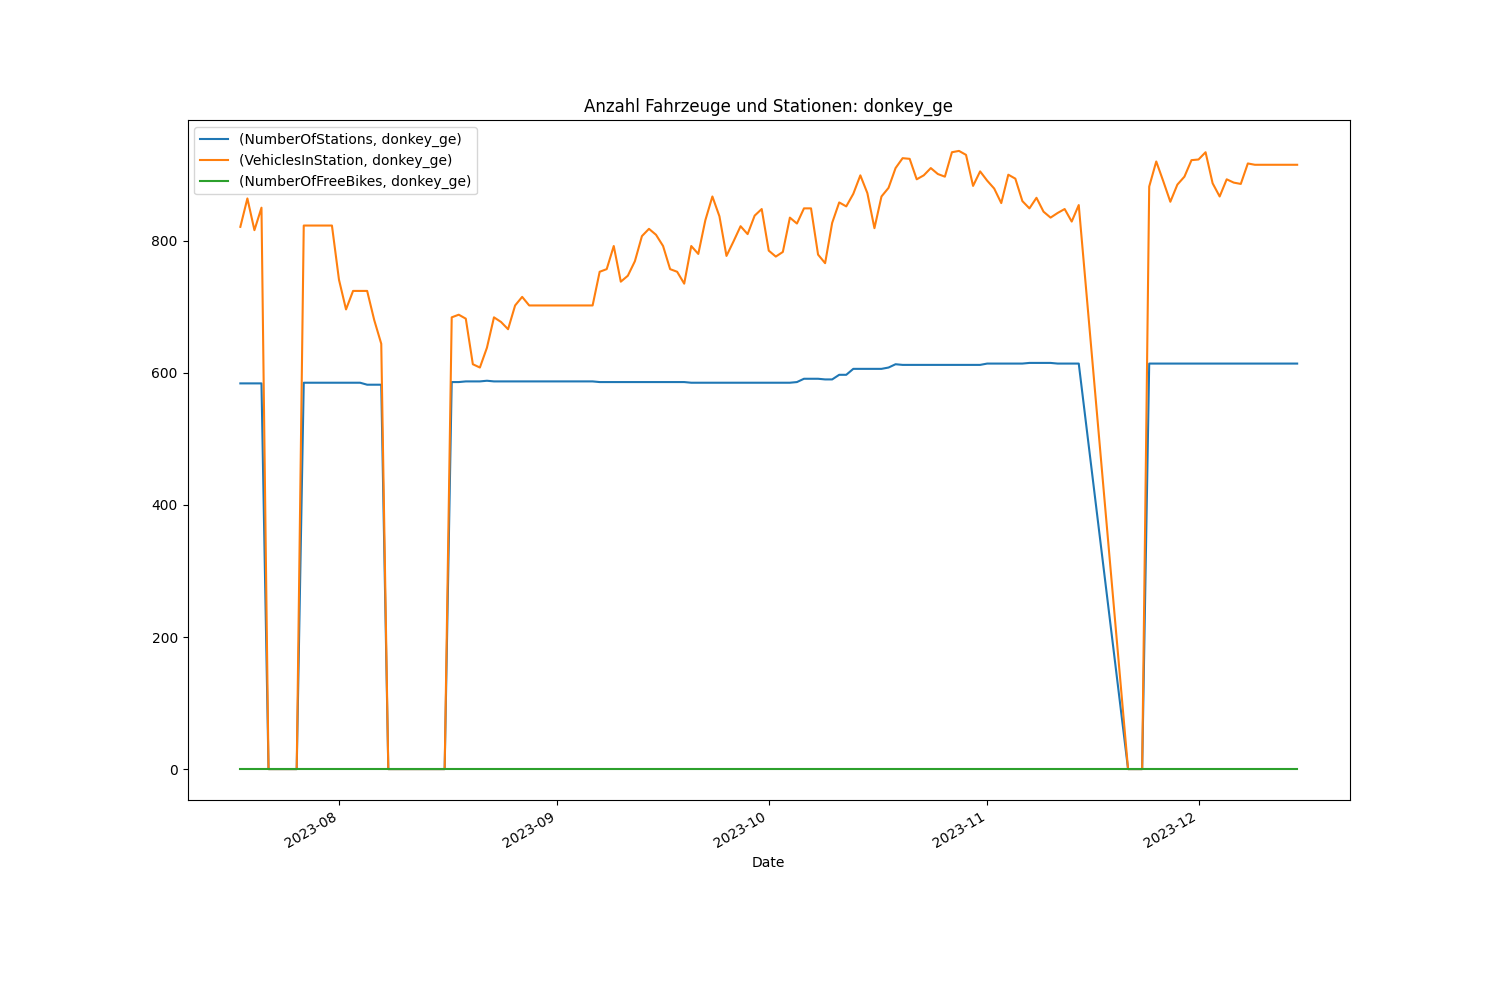 Anzahl Fahrzeuge und Stationen: donkey_ge
(NumberOfStations, donkey_ge)
(VehiclesInStation, donkey_ge)
(NumberOfFreeBikes, donkey_ge)
800
600
400
200
0
2023-08
2023-09
2023-10
2023-11
2023-12
Date